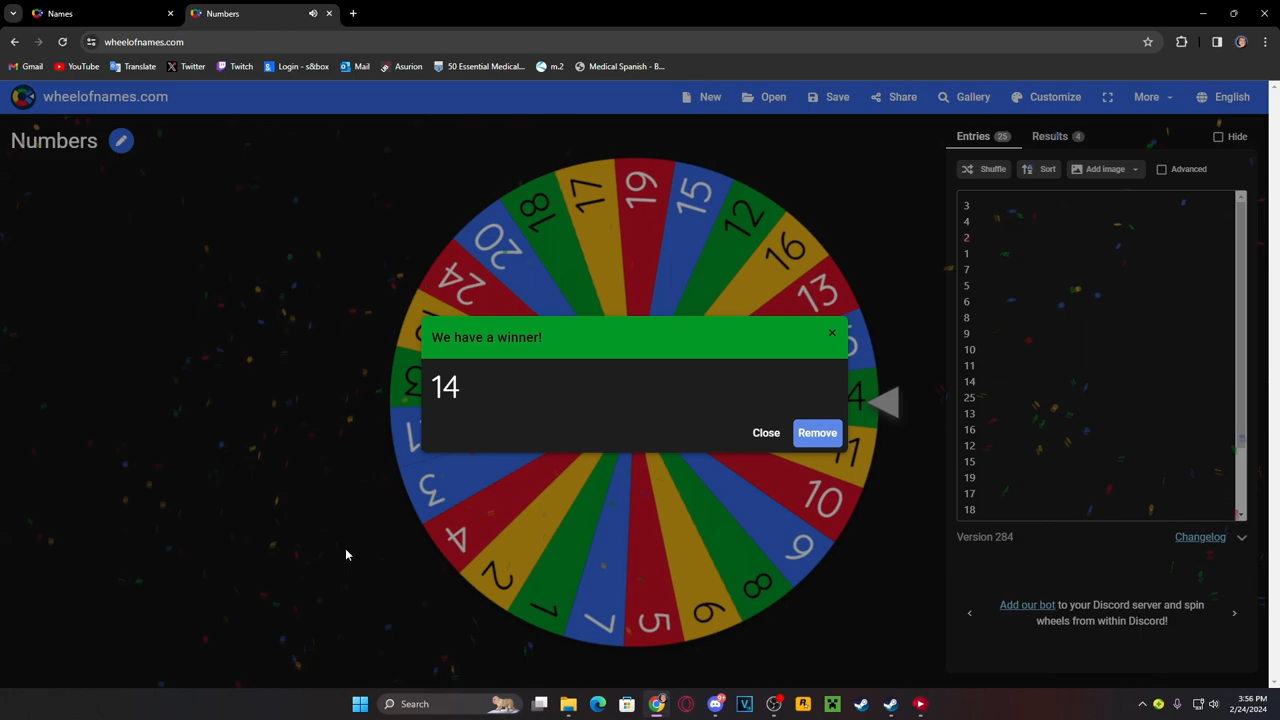 Names
Numbers
wheelofnames.com
Gmail YouTube Translate Twitter Twitch Login - s&box Mail Asurion 50 Essential Medical... m.2 Medical Spanish - B...
wheelofnames.com New Open Save Share Gallery Customize More English
Numbers
Entries 25 Results 4 Hide
Shuffle Sort Add image Advanced
3
4
2
1
7
5
6
8
9
10
11
14
25
13
16
12
15
19
17
18
19
15
12
16
13
11
10
9
8
6
5
7
1
2
4
3
24
20
18
17
We have a winner!
14
Close Remove
Version 284 Changelog
Add our bot to your Discord server and spin
wheels from within Discord!
Search
3:56 PM
2/24/2024